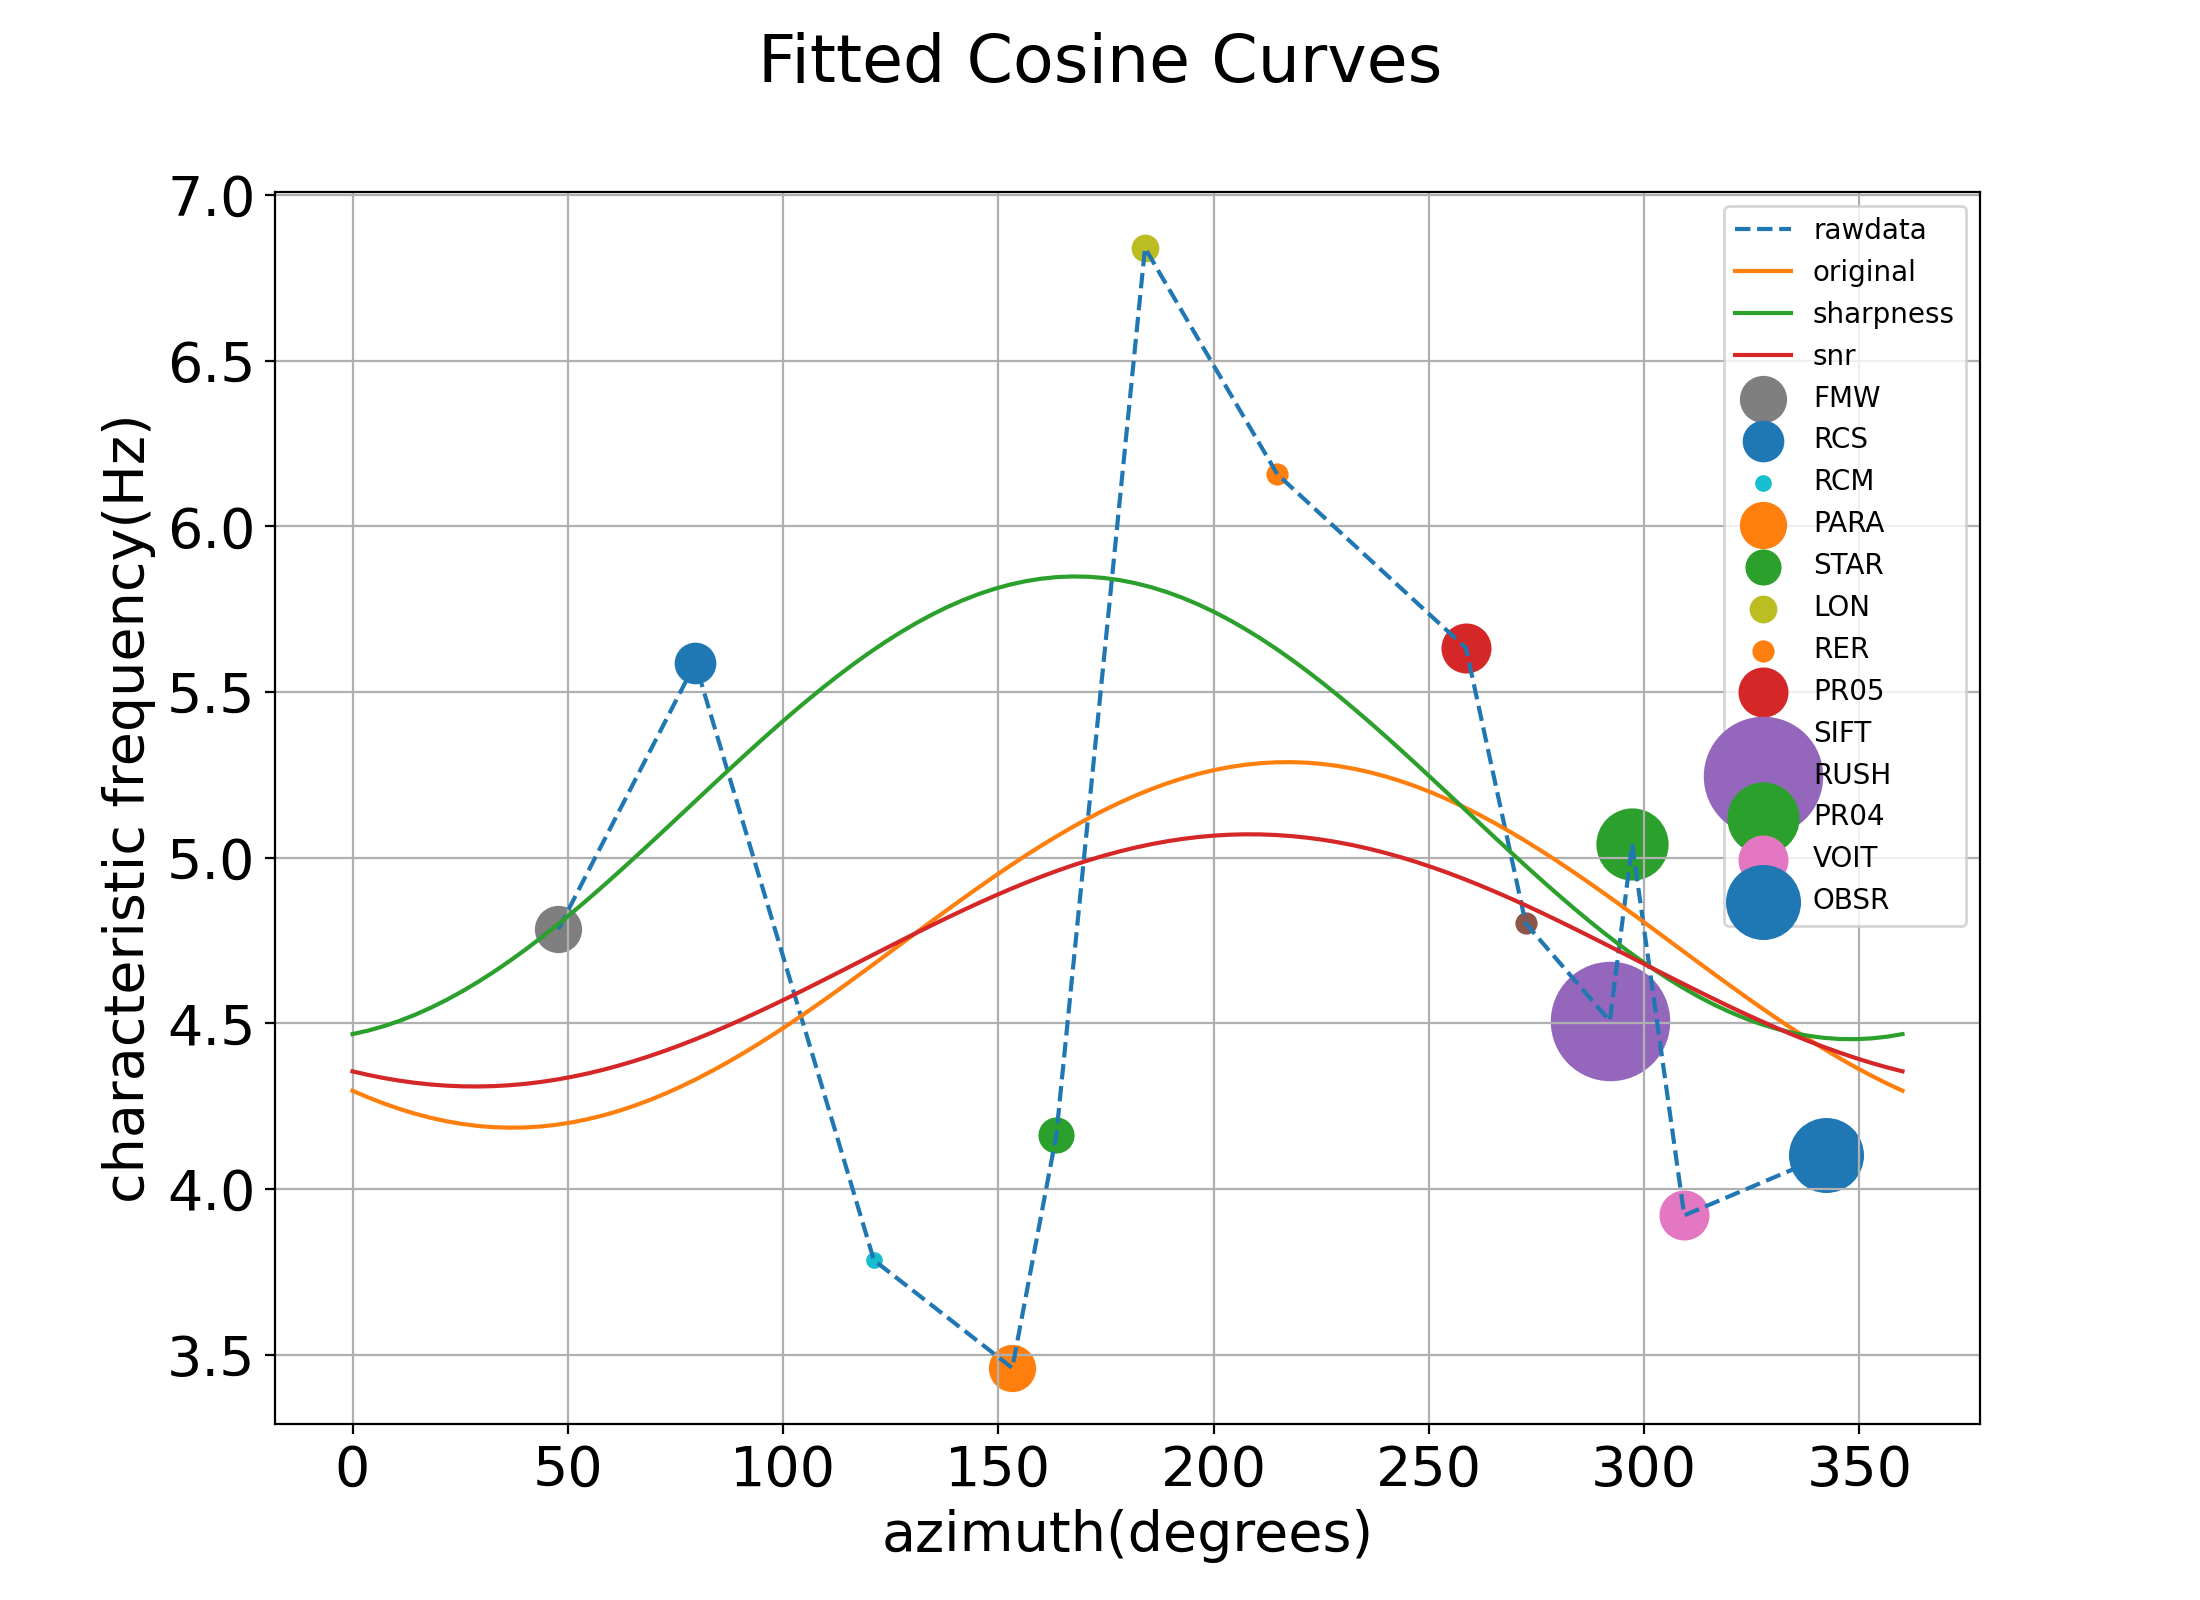 Fitted Cosine Curves
7.0
6.5
6.0
5.5
5.0
4.5
4.0
3.5
characteristic frequency(Hz)
rawdata
original
sharpness
snr
FMW
RCS
RCM
PARA
STAR
LON
RER
PR05
SIFT
RUSH
PR04
VOIT
OBSR
0 50 100 150 200 250 300 350
azimuth(degrees)